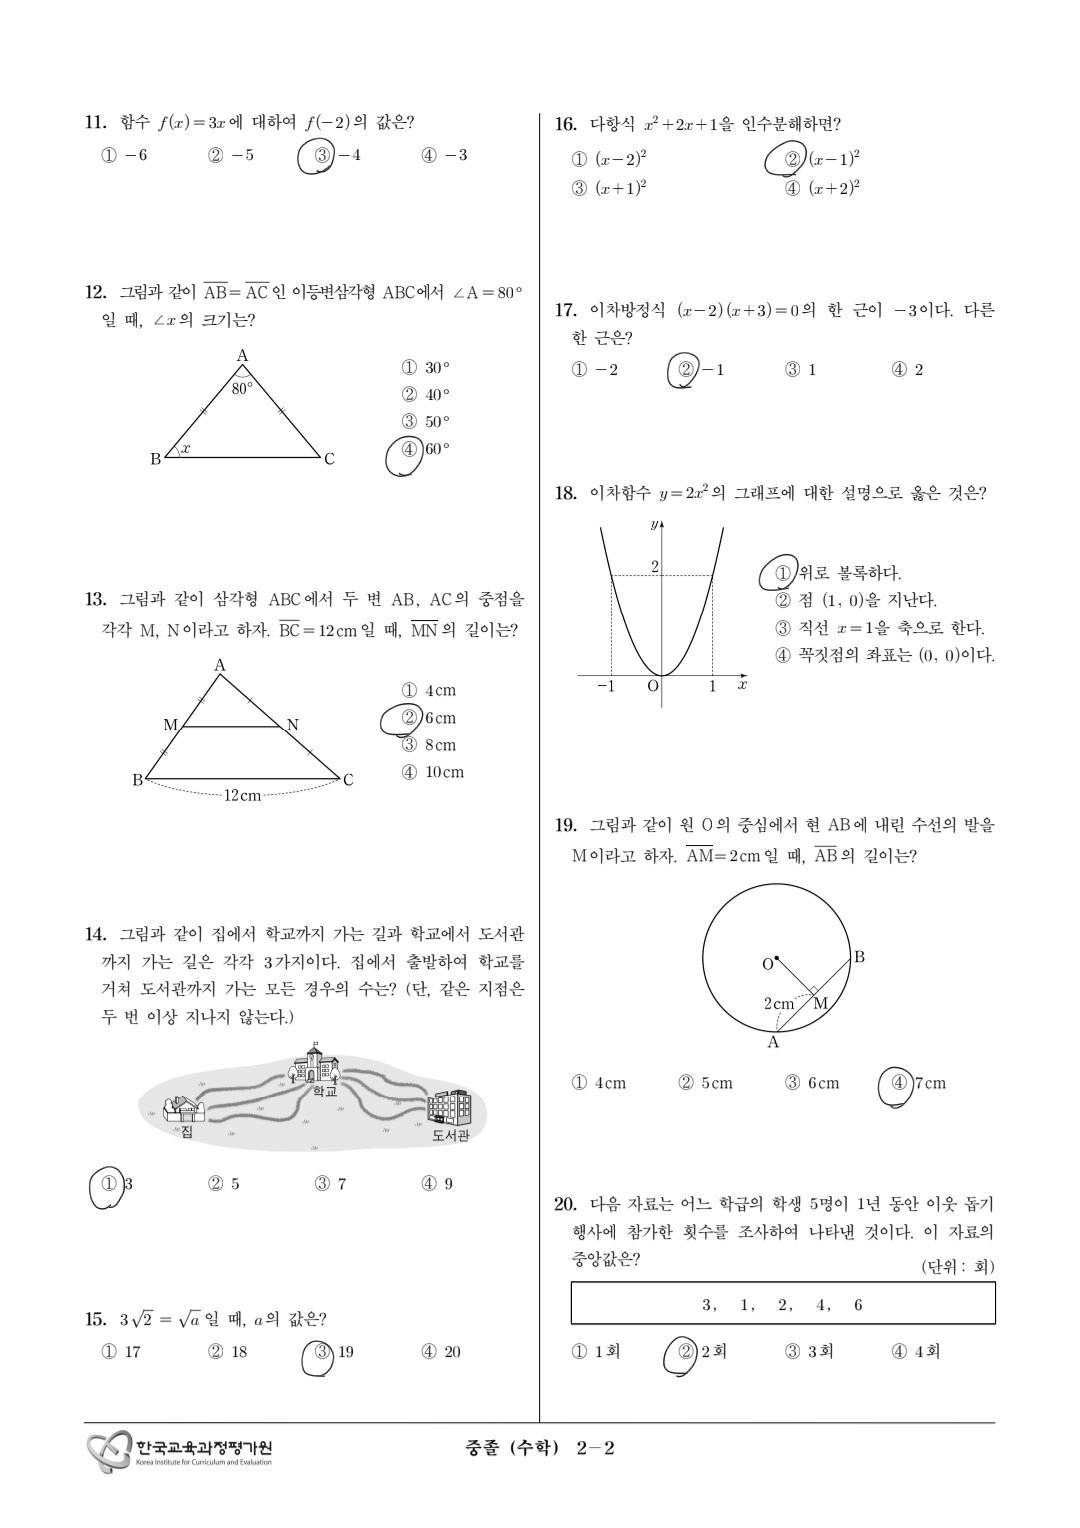 11. 함수 f(x)=3x에 대하여 f(-2)의 값은?
① -6 ② -5 ③ -4 ④ -3
12. 그림과 같이 AB=AC인 이등변삼각형 ABC에서 ∠A=80°
일 때, ∠x의 크기는?
A
80°
x
B
C
① 30°
② 40°
③ 50°
④ 60°
13. 그림과 같이 삼각형 ABC에서 두 변 AB, AC의 중점을
각각 M, N이라고 하자. BC=12cm일 때, MN의 길이는?
A
M N
B C
12cm
① 4cm
② 6cm
③ 8cm
④ 10cm
14. 그림과 같이 집에서 학교까지 가는 길과 학교에서 도서관
까지 가는 길은 각각 3가지이다. 집에서 출발하여 학교를
거쳐 도서관까지 가는 모든 경우의 수는? (단, 같은 지점은
두 번 이상 지나지 않는다.)
학교
집
도서관
① 3 ② 5 ③ 7 ④ 9
15. 3√2 = √a일 때, a의 값은?
① 17 ② 18 ③ 19 ④ 20
16. 다항식 x²+2x+1을 인수분해하면?
① (x-2)² ② (x-1)²
③ (x+1)² ④ (x+2)²
17. 이차방정식 (x-2)(x+3)=0의 한 근이 -3이다. 다른
한 근은?
① -2 ② -1 ③ 1 ④ 2
18. 이차함수 y=2x²의 그래프에 대한 설명으로 옳은 것은?
y
2
-1 O 1 x
① 위로 볼록하다.
② 점 (1, 0)을 지난다.
③ 직선 x=1을 축으로 한다.
④ 꼭짓점의 좌표는 (0, 0)이다.
19. 그림과 같이 원 O의 중심에서 현 AB에 내린 수선의 발을
M이라고 하자. AM=2cm일 때, AB의 길이는?
O
B
2cm M
A
① 4cm ② 5cm ③ 6cm ④ 7cm
20. 다음 자료는 어느 학급의 학생 5명이 1년 동안 이웃 돕기
행사에 참가한 횟수를 조사하여 나타낸 것이다. 이 자료의
중앙값은?
(단위: 회)
3, 1, 2, 4, 6
① 1회 ② 2회 ③ 3회 ④ 4회
한국교육과정평가원
Korea Institute for Curriculum and Evaluation
중졸 (수학) 2-2